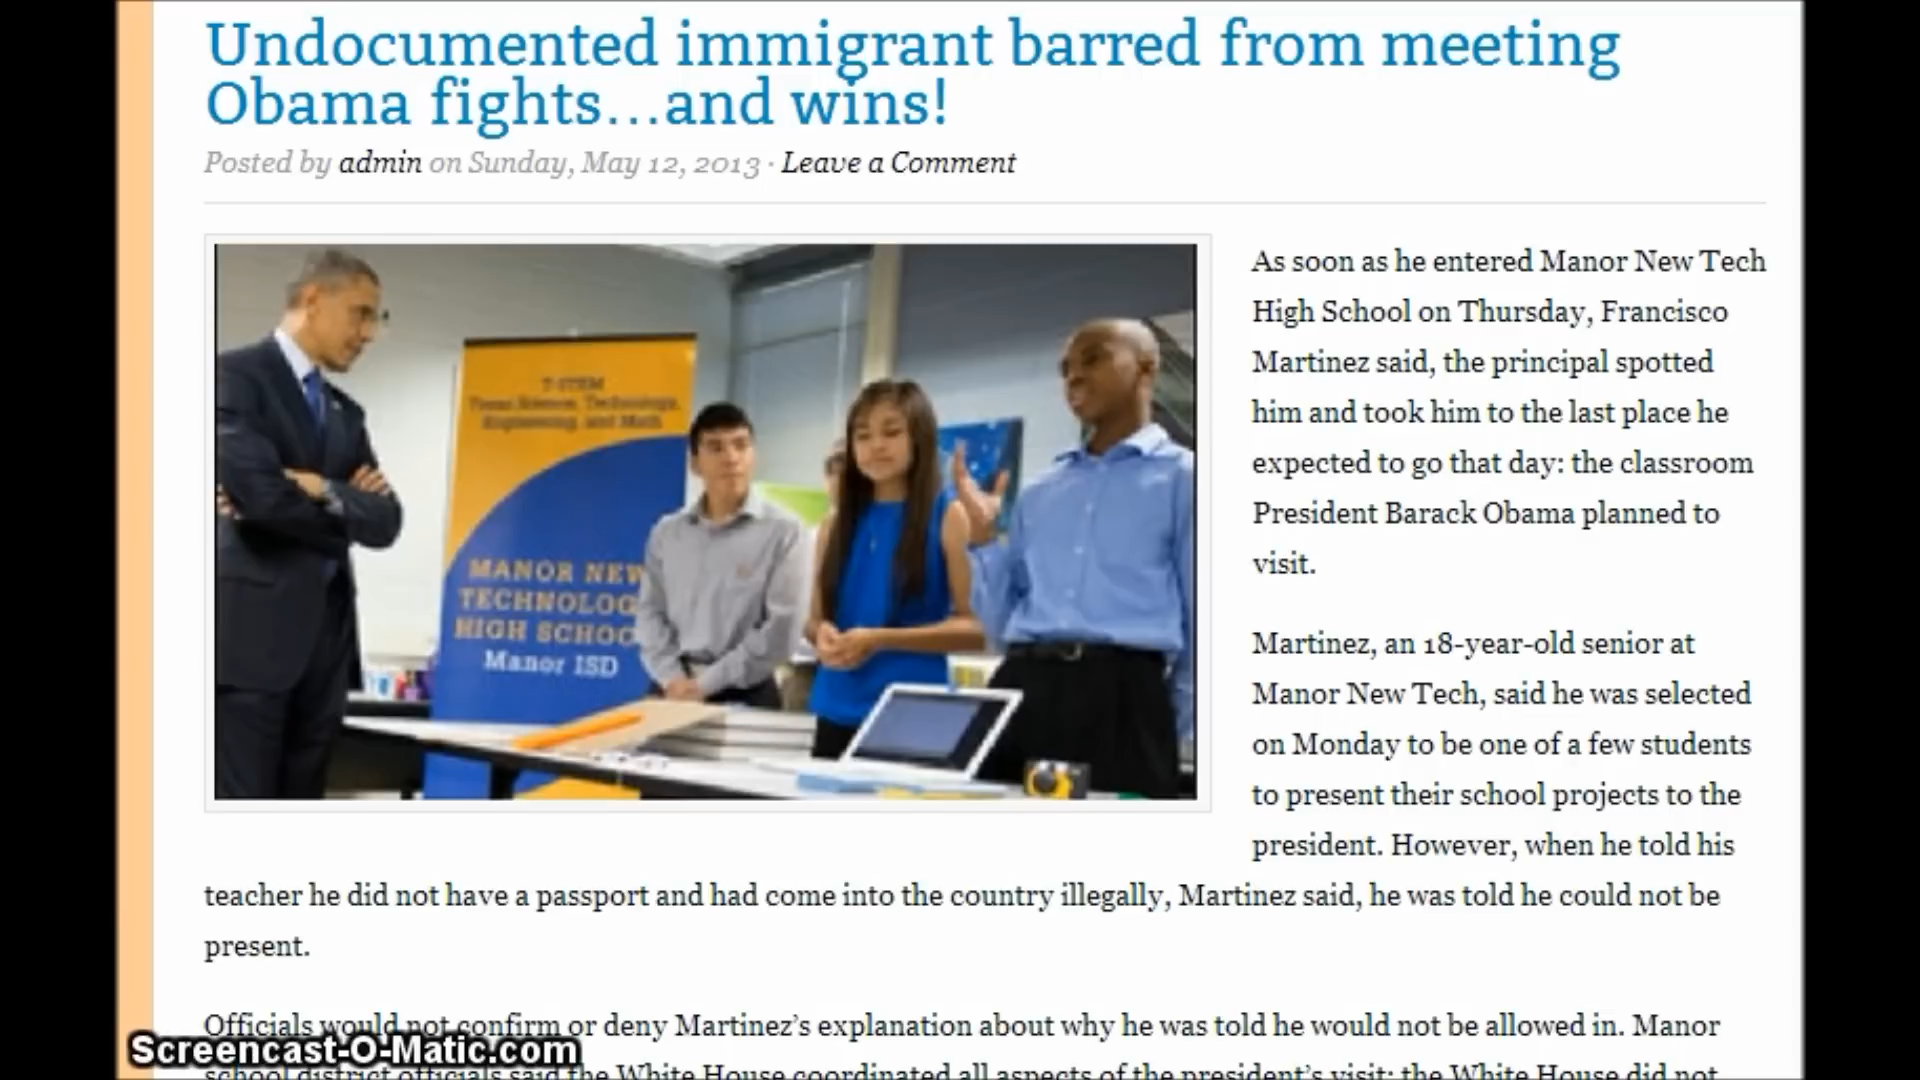 Undocumented immigrant barred from meeting
Obama fights...and wins!
Posted by admin on Sunday, May 12, 2013 · Leave a Comment
T-STEM
Texas Science, Technology,
Engineering, and Math
MANOR NEW
TECHNOLOG
HIGH SCHOO
Manor ISD
As soon as he entered Manor New Tech
High School on Thursday, Francisco
Martinez said, the principal spotted
him and took him to the last place he
expected to go that day: the classroom
President Barack Obama planned to
visit.
Martinez, an 18-year-old senior at
Manor New Tech, said he was selected
on Monday to be one of a few students
to present their school projects to the
president. However, when he told his
teacher he did not have a passport and had come into the country illegally, Martinez said, he was told he could not be
present.
Officials would not confirm or deny Martinez's explanation about why he was told he would not be allowed in. Manor
school district officials said the White House coordinated all aspects of the president's visit; the White House did not
Screencast-O-Matic.com